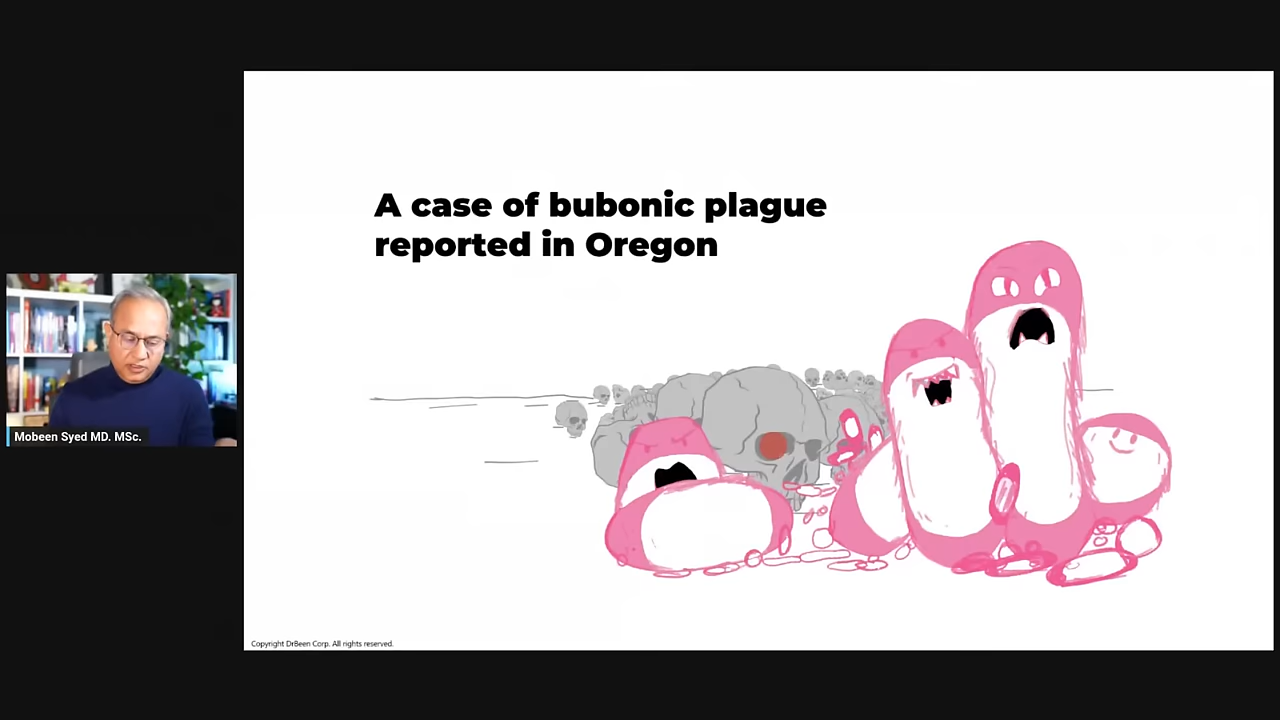 A case of bubonic plague
reported in Oregon
Mobeen Syed MD. MSc.
Copyright DrBeen Corp. All rights reserved.